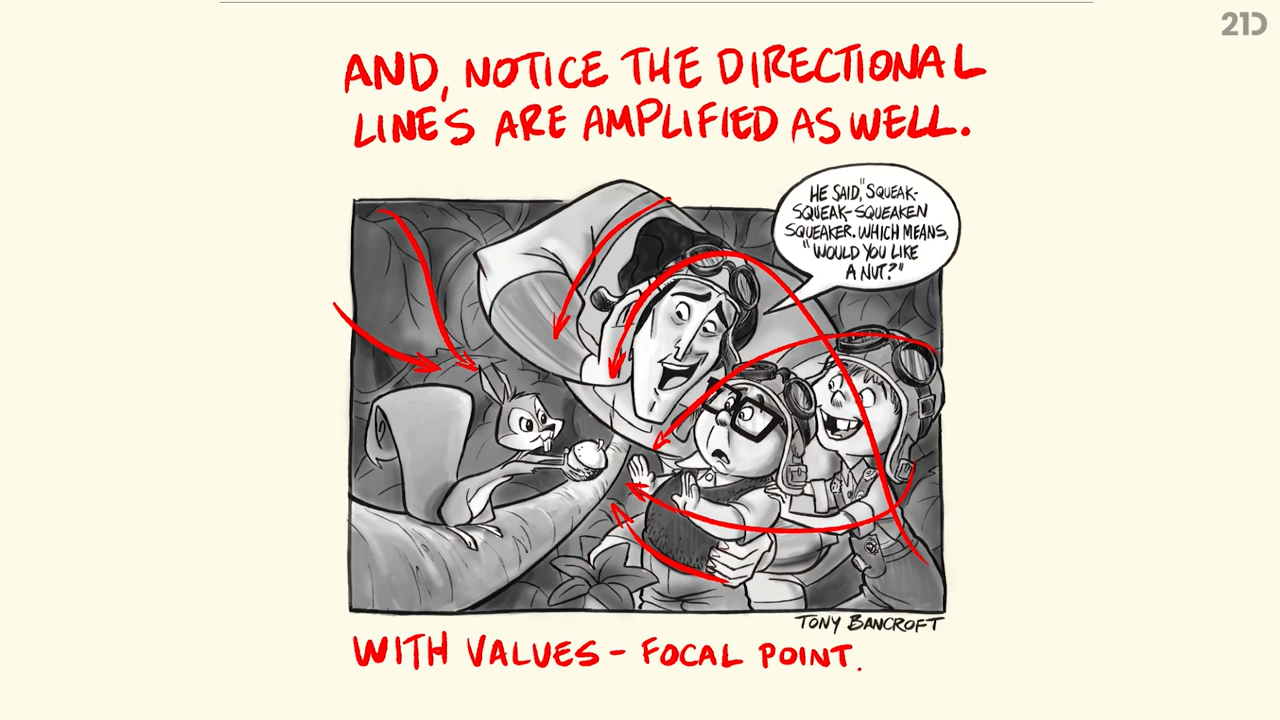 21D
AND, NOTICE THE DIRECTIONAL
LINES ARE AMPLIFIED AS WELL.
HE SAID, "SQUEAK-
SQUEAK-SQUEAKEN
SQUEAKER. WHICH MEANS,
"WOULD YOU LIKE
A NUT?"
TONY BANCROFT
WITH VALUES - FOCAL POINT.